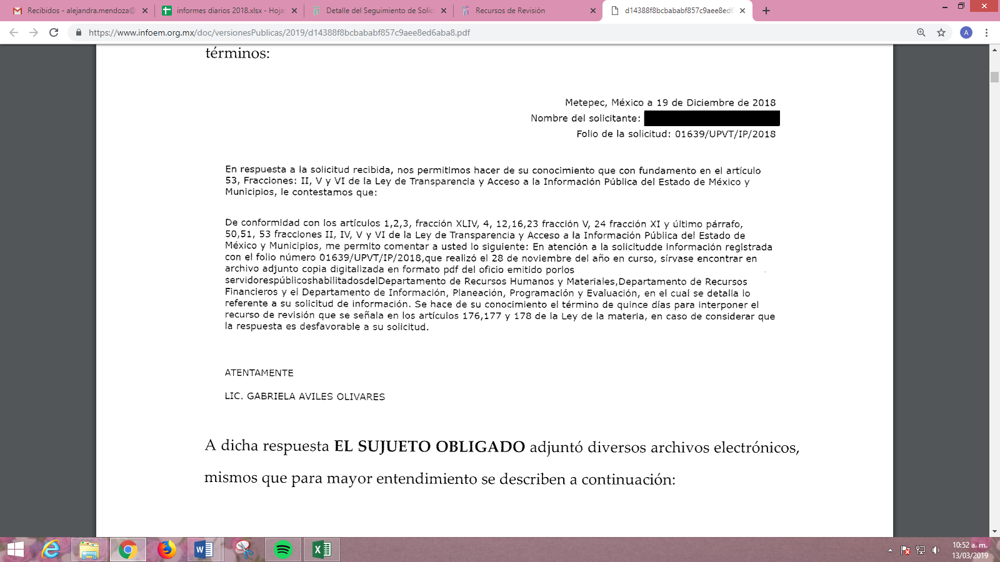 Recibidos - alejandra.mendoza@
informes diarios 2018.xlsx - Hoja
Detalle del Seguimiento de Solic
Recursos de Revisión
d14388f8bcbababf857c9aee8ed6
https://www.infoem.org.mx/doc/versionesPublicas/2019/d14388f8bcbababf857c9aee8ed6aba8.pdf
A
términos:
Metepec, México a 19 de Diciembre de 2018
Nombre del solicitante:
Folio de la solicitud: 01639/UPVT/IP/2018
En respuesta a la solicitud recibida, nos permitimos hacer de su conocimiento que con fundamento en el artículo
53, Fracciones: II, V y VI de la Ley de Transparencia y Acceso a la Información Pública del Estado de México y
Municipios, le contestamos que:
De conformidad con los artículos 1,2,3, fracción XLIV, 4, 12,16,23 fracción V, 24 fracción XI y último párrafo,
50,51, 53 fracciones II, IV, V y VI de la Ley de Transparencia y Acceso a la Información Pública del Estado de
México y Municipios, me permito comentar a usted lo siguiente: En atención a la solicitudde información registrada
con el folio número 01639/UPVT/IP/2018,que realizó el 28 de noviembre del año en curso, sírvase encontrar en
archivo adjunto copia digitalizada en formato pdf del oficio emitido porlos
servidorespúblicoshabilitadosdelDepartamento de Recursos Humanos y Materiales,Departamento de Recursos
Financieros y el Departamento de Información, Planeación, Programación y Evaluación, en el cual se detalla lo
referente a su solicitud de información. Se hace de su conocimiento el término de quince días para interponer el
recurso de revisión que se señala en los artículos 176,177 y 178 de la Ley de la materia, en caso de considerar que
la respuesta es desfavorable a su solicitud.
ATENTAMENTE
LIC. GABRIELA AVILES OLIVARES
A dicha respuesta EL SUJUETO OBLIGADO adjuntó diversos archivos electrónicos,
mismos que para mayor entendimiento se describen a continuación:
10:52 a. m.
13/03/2019